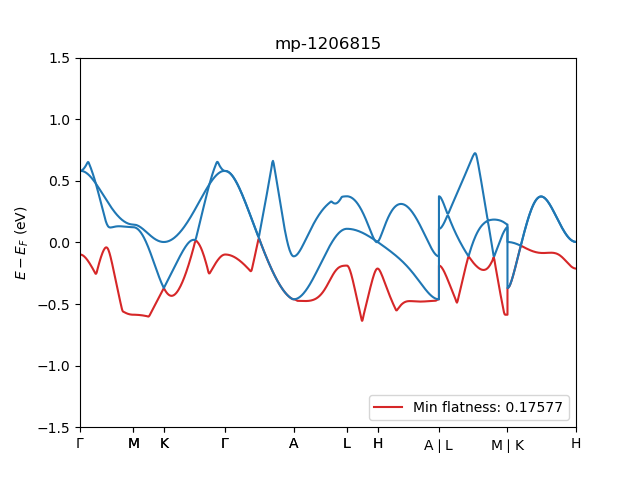 mp-1206815
1.5
1.0
0.5
0.0
−0.5
−1.0
−1.5
E − E_F (eV)
Γ M K Γ A L H A | L M | K H
Min flatness: 0.17577